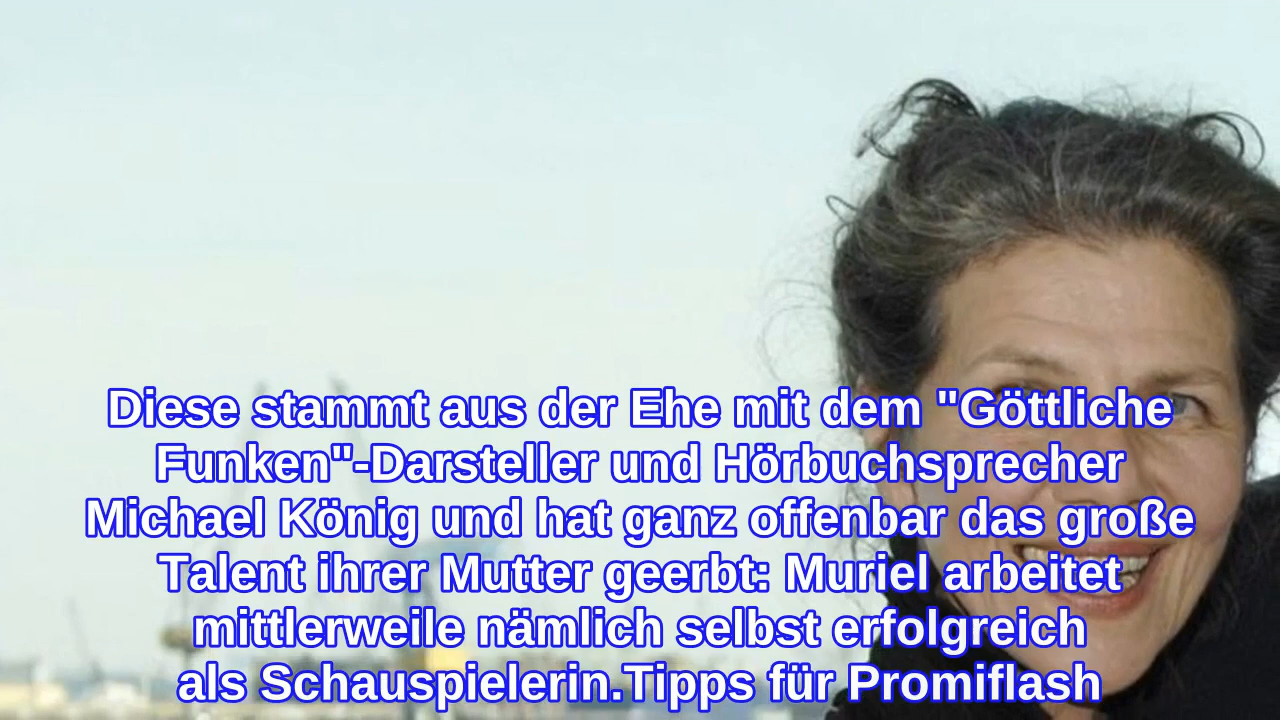 Diese stammt aus der Ehe mit dem "Göttliche
Funken"-Darsteller und Hörbuchsprecher
Michael König und hat ganz offenbar das große
Talent ihrer Mutter geerbt: Muriel arbeitet
mittlerweile nämlich selbst erfolgreich
als Schauspielerin.Tipps für Promiflash